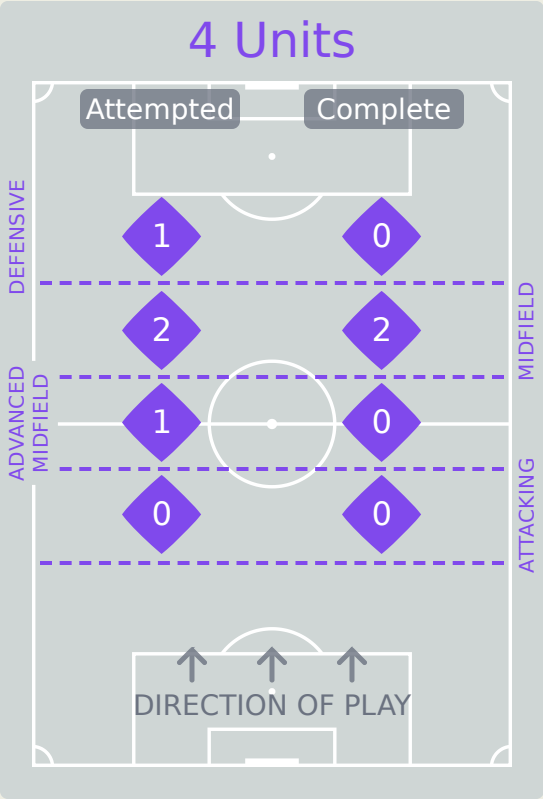 4 Units
Attempted Complete
DEFENSIVE
1 0
MIDFIELD
2 2
ADVANCED
MIDFIELD
1 0
ATTACKING
0 0
DIRECTION OF PLAY